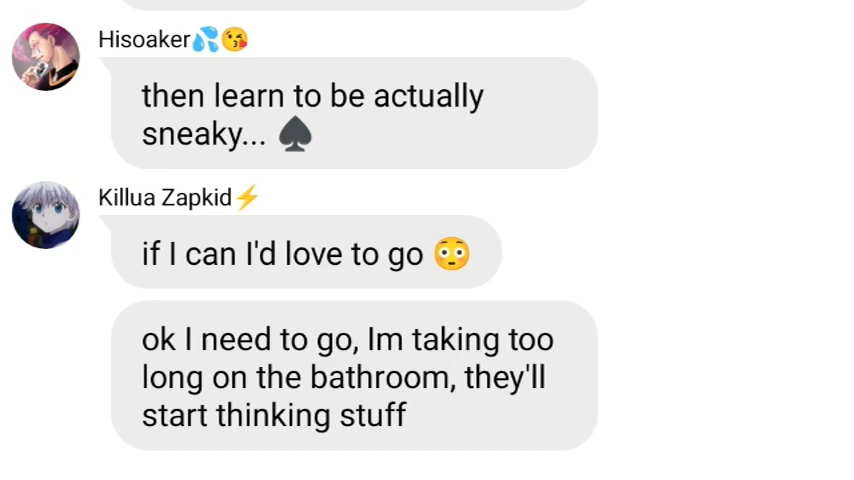 Hisoaker💦😘
then learn to be actually
sneaky... ♠
Killua Zapkid⚡
if I can I'd love to go 😳
ok I need to go, Im taking too
long on the bathroom, they'll
start thinking stuff